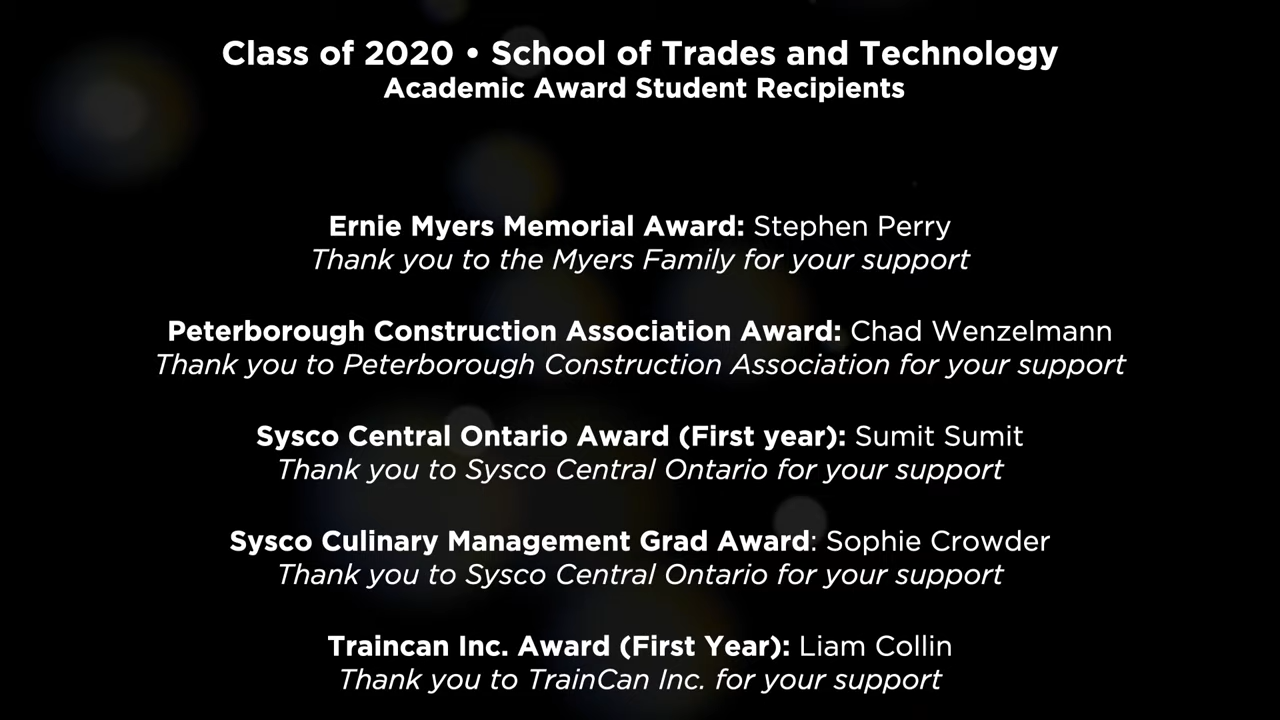 Class of 2020 • School of Trades and Technology
Academic Award Student Recipients
Ernie Myers Memorial Award: Stephen Perry
Thank you to the Myers Family for your support
Peterborough Construction Association Award: Chad Wenzelmann
Thank you to Peterborough Construction Association for your support
Sysco Central Ontario Award (First year): Sumit Sumit
Thank you to Sysco Central Ontario for your support
Sysco Culinary Management Grad Award: Sophie Crowder
Thank you to Sysco Central Ontario for your support
Traincan Inc. Award (First Year): Liam Collin
Thank you to TrainCan Inc. for your support